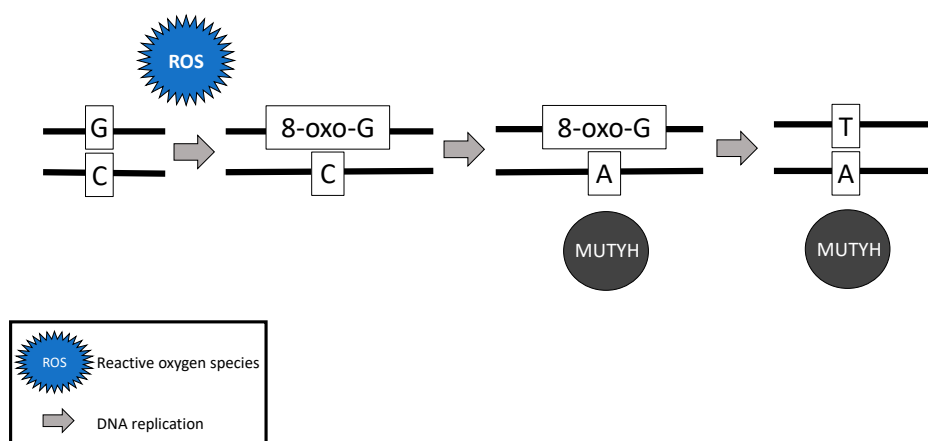 ROS
G
8-oxo-G
8-oxo-G
T
C
C
A
A
MUTYH
MUTYH
ROS
Reactive oxygen species
DNA replication